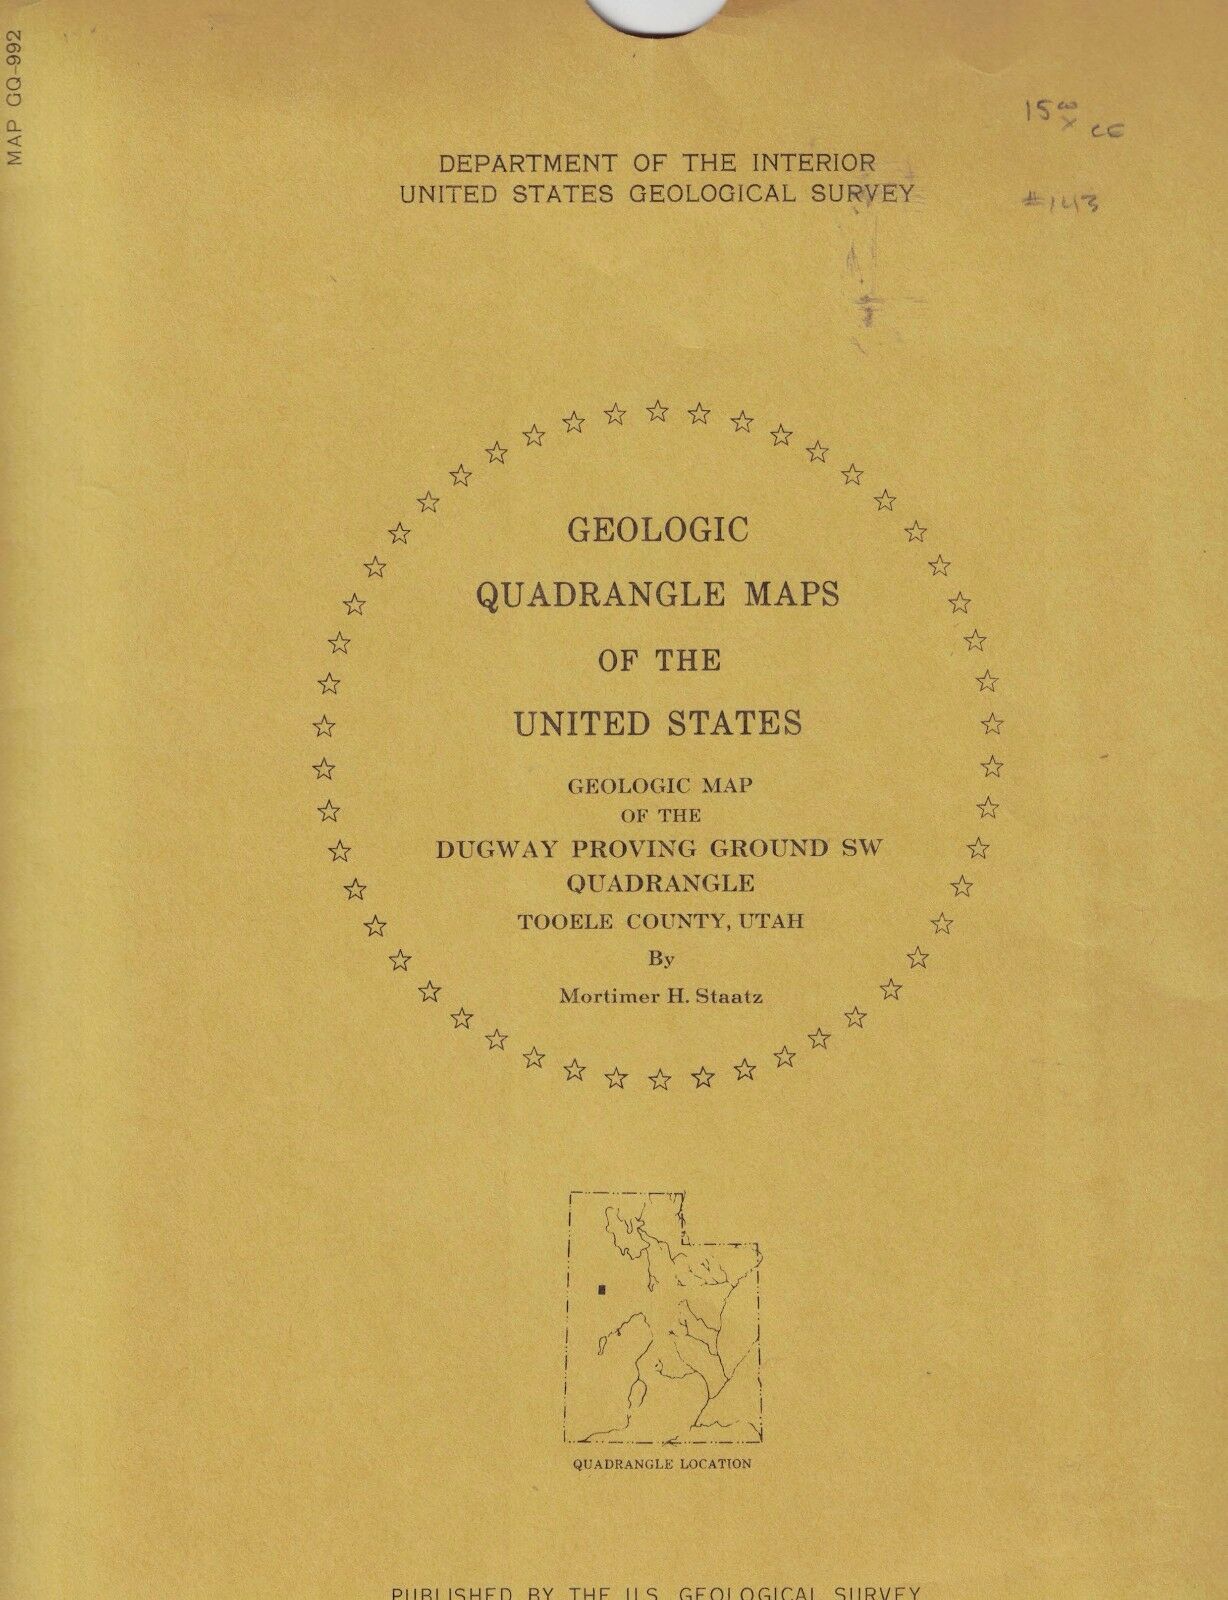 MAP GQ-992
15⁰⁰
#143
DEPARTMENT OF THE INTERIOR
UNITED STATES GEOLOGICAL SURVEY
GEOLOGIC
QUADRANGLE MAPS
OF THE
UNITED STATES
GEOLOGIC MAP
OF THE
DUGWAY PROVING GROUND SW
QUADRANGLE
TOOELE COUNTY, UTAH
By
Mortimer H. Staatz
QUADRANGLE LOCATION
PUBLISHED BY THE U.S. GEOLOGICAL SURVEY